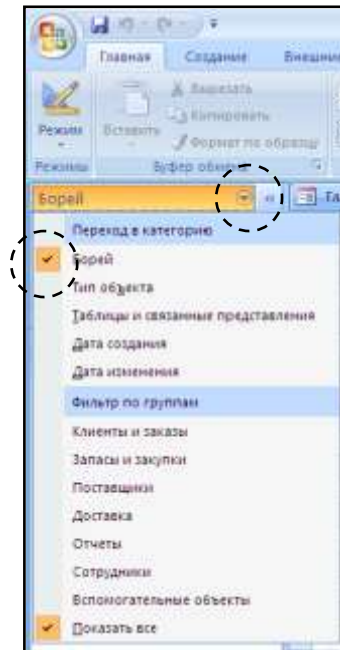 Главная Создание Внешни
Вырезать
Копировать
Формат по образцу
Режим Вставить
Режимы Буфер обмена
Борей
Переход в категорию
Борей
Тип объекта
Таблицы и связанные представления
Дата создания
Дата изменения
Фильтр по группам
Клиенты и заказы
Запасы и закупки
Поставщики
Доставка
Отчеты
Сотрудники
Вспомогательные объекты
Показать все